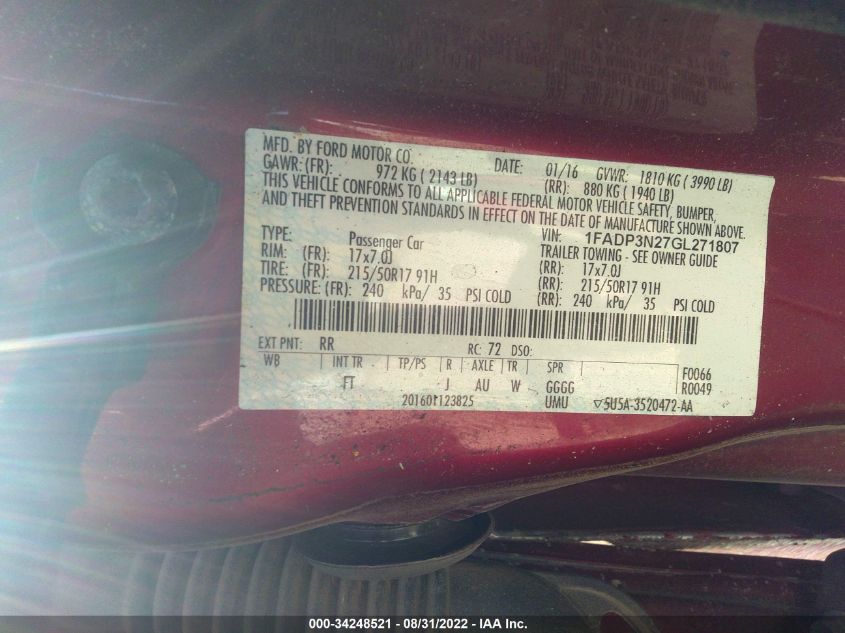 MFD. BY FORD MOTOR CO. DATE: 01/16 GVWR: 1810 KG ( 3990 LB)
GAWR: (FR): 972 KG ( 2143 LB) (RR): 880 KG ( 1940 LB)
THIS VEHICLE CONFORMS TO ALL APPLICABLE FEDERAL MOTOR VEHICLE SAFETY, BUMPER,
AND THEFT PREVENTION STANDARDS IN EFFECT ON THE DATE OF MANUFACTURE SHOWN ABOVE.
VIN: 1FADP3N27GL271807
TYPE: Passenger Car TRAILER TOWING - SEE OWNER GUIDE
RIM: (FR): 17x7.0J (RR): 17x7.0J
TIRE: (FR): 215/50R17 91H (RR): 215/50R17 91H
PRESSURE: (FR): 240 kPa/ 35 PSI COLD (RR): 240 kPa/ 35 PSI COLD
EXT PNT: RR RC: 72 DSO:
WB INT TR TP/PS R AXLE TR SPR F0066
FT J AU W GGGG R0049
201601123825 UMU ▽5U5A-3520472-AA
000-34248521 - 08/31/2022 - IAA Inc.